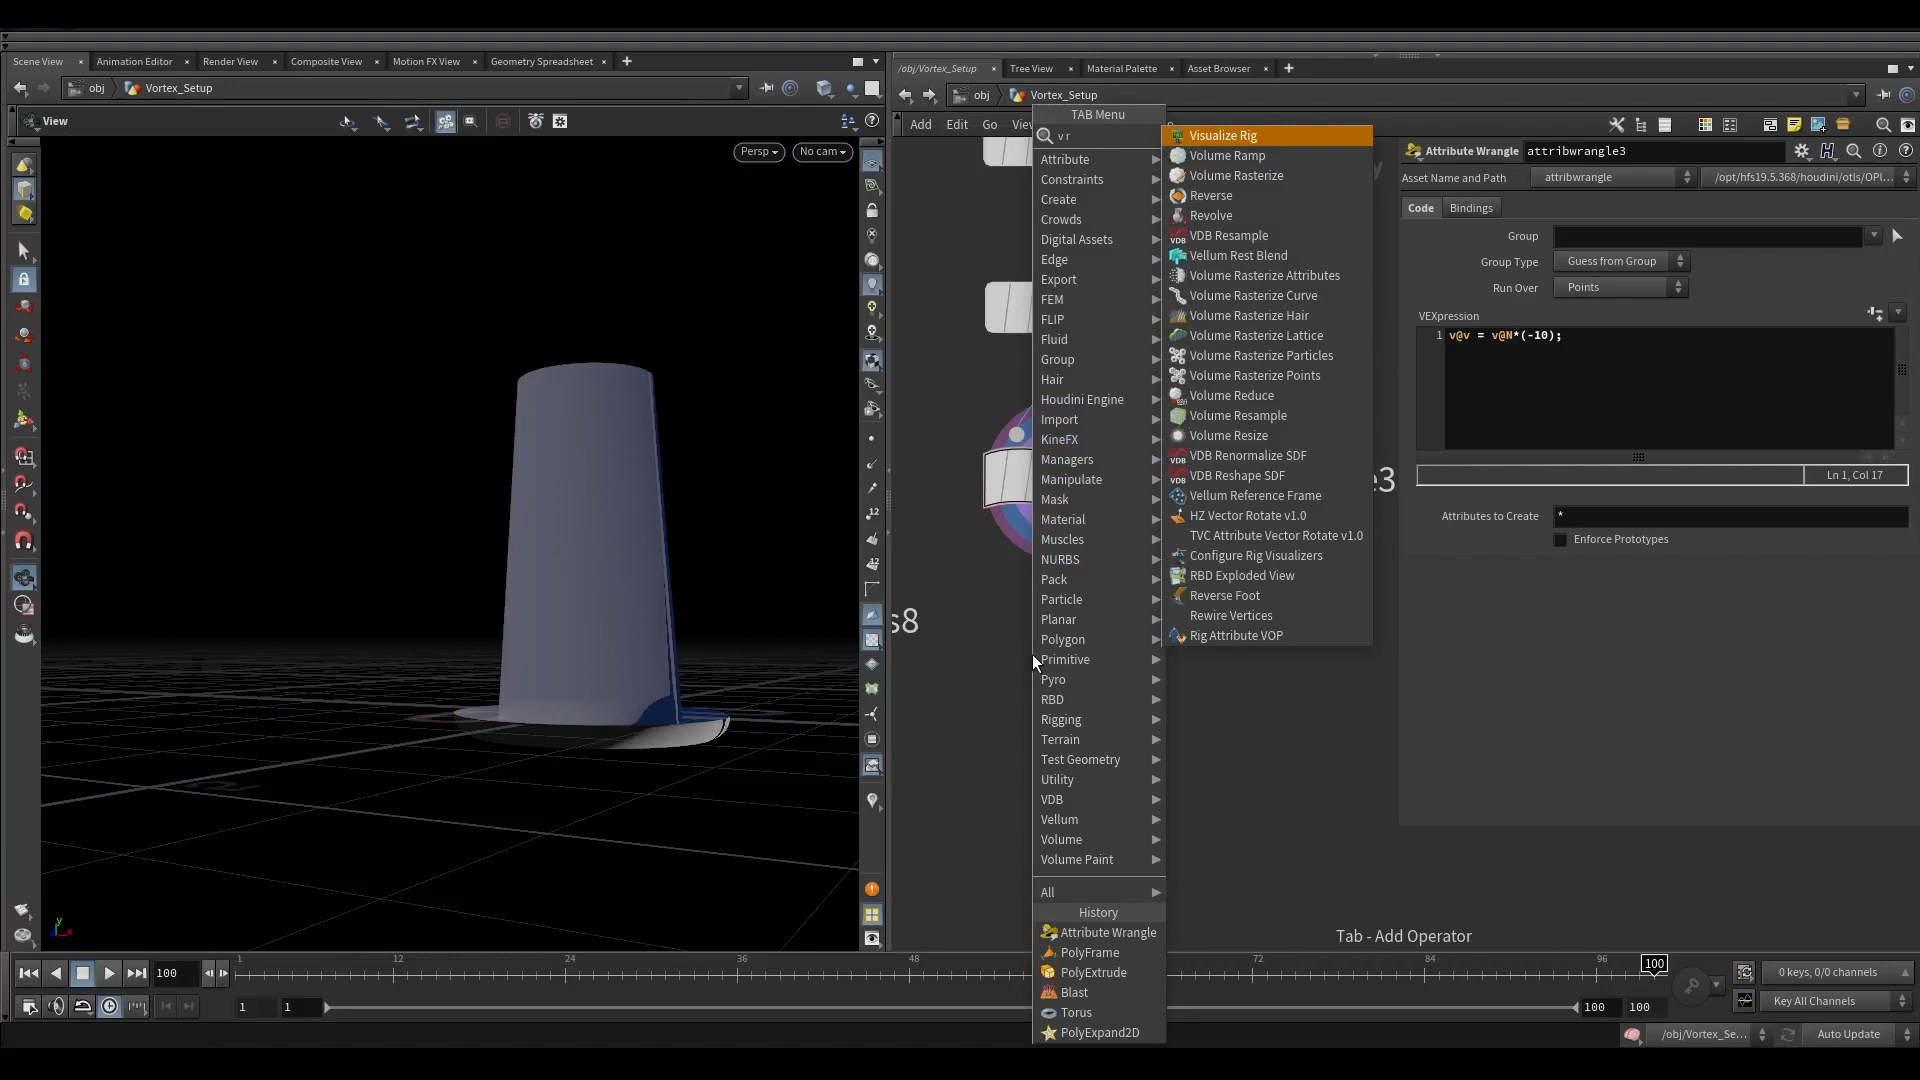 Scene View
Animation Editor
Render View
Composite View
Motion FX View
Geometry Spreadsheet
obj
Vortex_Setup
View
Persp
No cam
/obj/Vortex_Setup
Tree View
Material Palette
Asset Browser
obj
Vortex_Setup
Add
Edit
Go
TAB Menu
v r
Attribute
Constraints
Create
Crowds
Digital Assets
Edge
Export
FEM
FLIP
Fluid
Group
Hair
Houdini Engine
Import
KineFX
Managers
Manipulate
Mask
Material
Muscles
NURBS
Pack
Particle
Planar
Polygon
Primitive
Pyro
RBD
Rigging
Terrain
Test Geometry
Utility
VDB
Vellum
Volume
Volume Paint
All
History
Attribute Wrangle
PolyFrame
PolyExtrude
Blast
Torus
PolyExpand2D
Visualize Rig
Volume Ramp
Volume Rasterize
Reverse
Revolve
VDB Resample
Vellum Rest Blend
Volume Rasterize Attributes
Volume Rasterize Curve
Volume Rasterize Hair
Volume Rasterize Lattice
Volume Rasterize Particles
Volume Rasterize Points
Volume Reduce
Volume Resample
Volume Resize
VDB Renormalize SDF
VDB Reshape SDF
Vellum Reference Frame
HZ Vector Rotate v1.0
TVC Attribute Vector Rotate v1.0
Configure Rig Visualizers
RBD Exploded View
Reverse Foot
Rewire Vertices
Rig Attribute VOP
s8
e3
Attribute Wrangle
attribwrangle3
Asset Name and Path
attribwrangle
/opt/hfs19.5.368/houdini/otls/OPl...
Code
Bindings
Group
Group Type
Guess from Group
Run Over
Points
VEXpression
1 v@v = v@N*(-10);
Ln 1, Col 17
Attributes to Create
*
Enforce Prototypes
Tab - Add Operator
100
1
12
24
36
48
72
84
96
100
0 keys, 0/0 channels
1
1
100
100
Key All Channels
/obj/Vortex_Se...
Auto Update